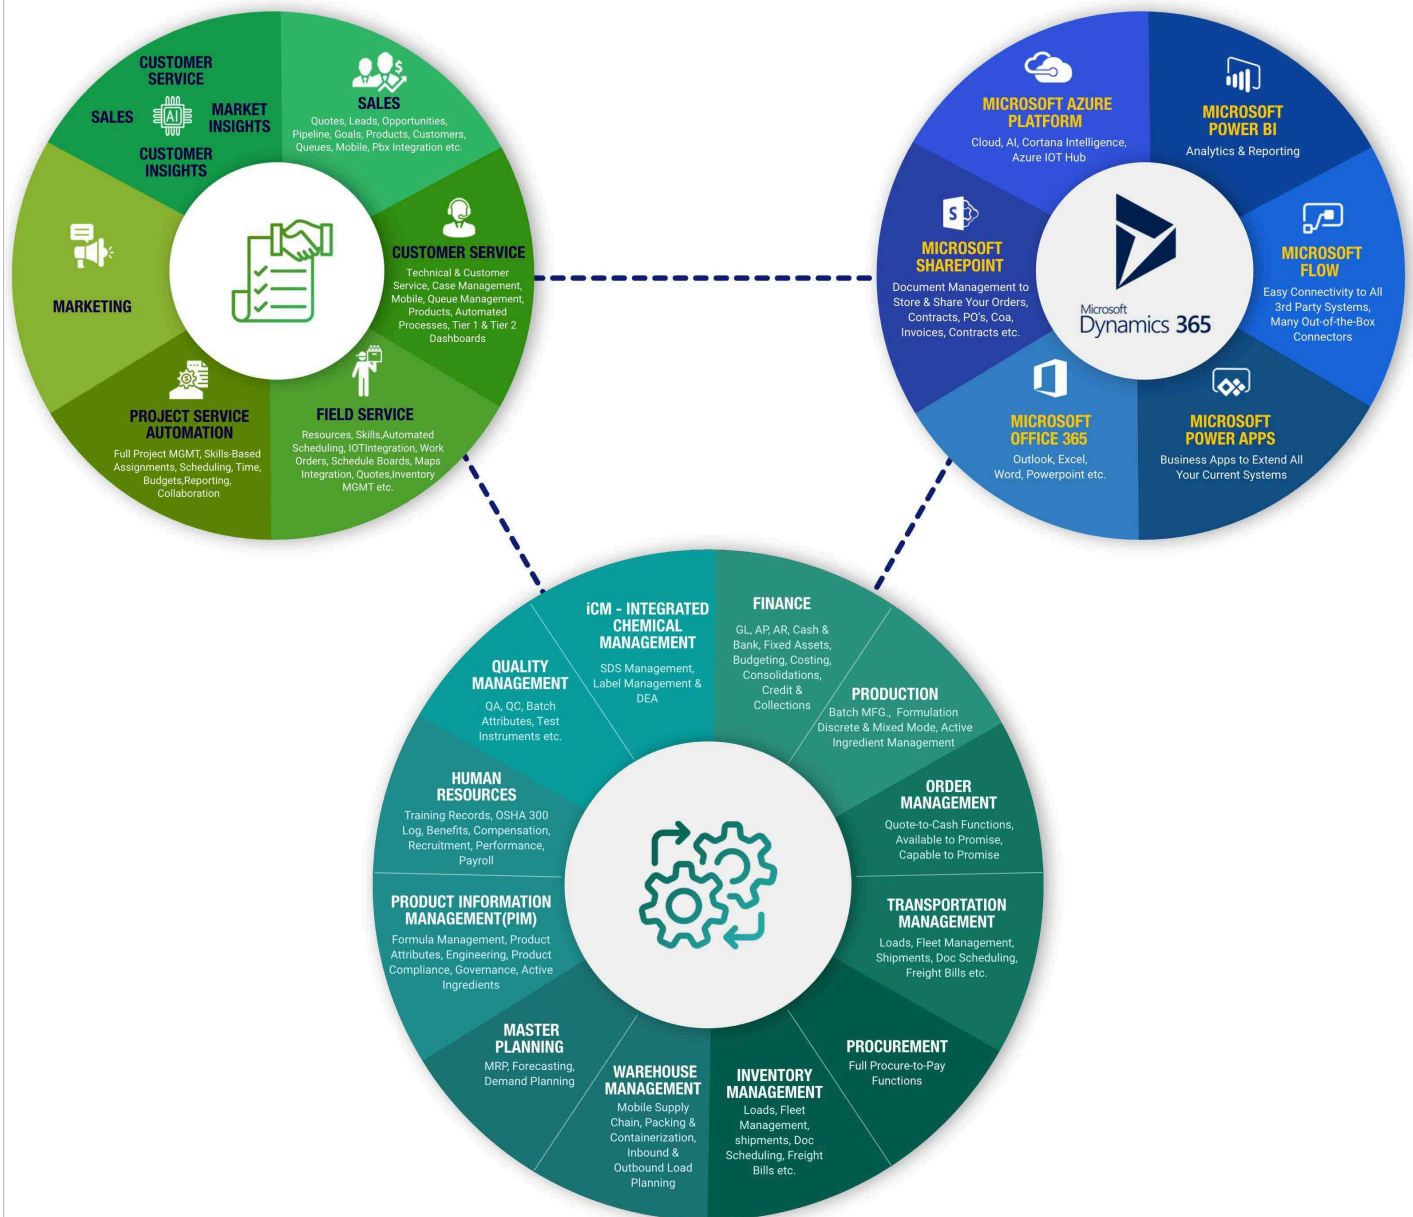 CUSTOMER
SERVICE
SALES
AI
MARKET
INSIGHTS
CUSTOMER
INSIGHTS
$
SALES
Quotes, Leads, Opportunities,
Pipeline, Goals, Products, Customers,
Queues, Mobile, Pbx Integration etc.
CUSTOMER SERVICE
Technical & Customer
Service, Case Management,
Mobile, Queue Management,
Products, Automated
Processes, Tier 1 & Tier 2
Dashboards
FIELD SERVICE
Resources, Skills,Automated
Scheduling, IOTIntegration, Work
Orders, Schedule Boards, Maps
Integration, Quotes,Inventory
MGMT etc.
PROJECT SERVICE
AUTOMATION
Full Project MGMT, Skills-Based
Assignments, Scheduling, Time,
Budgets,Reporting,
Collaboration
MARKETING
MICROSOFT AZURE
PLATFORM
Cloud, AI, Cortana Intelligence,
Azure IOT Hub
MICROSOFT
POWER BI
Analytics & Reporting
MICROSOFT
FLOW
Easy Connectivity to All
3rd Party Systems,
Many Out-of-the-Box
Connectors
MICROSOFT
POWER APPS
Business Apps to Extend All
Your Current Systems
MICROSOFT
OFFICE 365
Outlook, Excel,
Word, Powerpoint etc.
S
MICROSOFT
SHAREPOINT
Document Management to
Store & Share Your Orders,
Contracts, PO's, Coa,
Invoices, Contracts etc.
Microsoft
Dynamics 365
iCM - INTEGRATED
CHEMICAL
MANAGEMENT
SDS Management,
Label Management &
DEA
FINANCE
GL, AP, AR, Cash &
Bank, Fixed Assets,
Budgeting, Costing,
Consolidations,
Credit &
Collections
PRODUCTION
Batch MFG., Formulation
Discrete & Mixed Mode, Active
Ingredient Management
ORDER
MANAGEMENT
Quote-to-Cash Functions,
Available to Promise,
Capable to Promise
TRANSPORTATION
MANAGEMENT
Loads, Fleet Management,
Shipments, Doc Scheduling,
Freight Bills etc.
PROCUREMENT
Full Procure-to-Pay
Functions
INVENTORY
MANAGEMENT
Loads, Fleet
Management,
shipments, Doc
Scheduling, Freight
Bills etc.
WAREHOUSE
MANAGEMENT
Mobile Supply
Chain, Packing &
Containerization,
Inbound &
Outbound Load
Planning
MASTER
PLANNING
MRP, Forecasting,
Demand Planning
PRODUCT INFORMATION
MANAGEMENT(PIM)
Formula Management, Product
Attributes, Engineering, Product
Compliance, Governance, Active
Ingredients
HUMAN
RESOURCES
Training Records, OSHA 300
Log, Benefits, Compensation,
Recruitment, Performance,
Payroll
QUALITY
MANAGEMENT
QA, QC, Batch
Attributes, Test
Instruments etc.